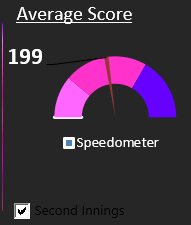 Average Score
199
Speedometer
Second Innings